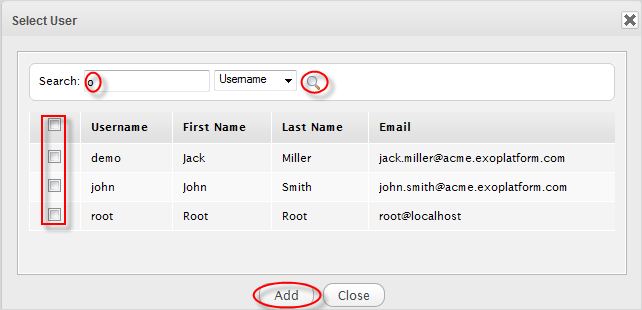 Select User
Search: o Username
Username First Name Last Name Email
demo Jack Miller jack.miller@acme.exoplatform.com
john John Smith john.smith@acme.exoplatform.com
root Root Root root@localhost
Add Close